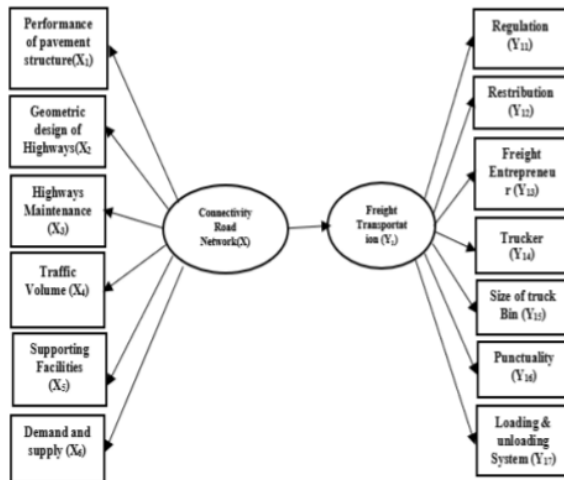 Performance
of pavement
structure(X₁)
Geometric
design of
Highways(X₂
Highways
Maintenance
(X₃)
Traffic
Volume (X₄)
Supporting
Facilities
(X₅)
Demand and
supply (X₆)
Connectivity
Road
Network(X)
Freight
Transportat
ion (Y₁)
Regulation
(Y₁₁)
Restribution
(Y₁₂)
Freight
Entrepreneu
r (Y₁₃)
Trucker
(Y₁₄)
Size of truck
Bin (Y₁₅)
Punctuality
(Y₁₆)
Loading &
unloading
System (Y₁₇)